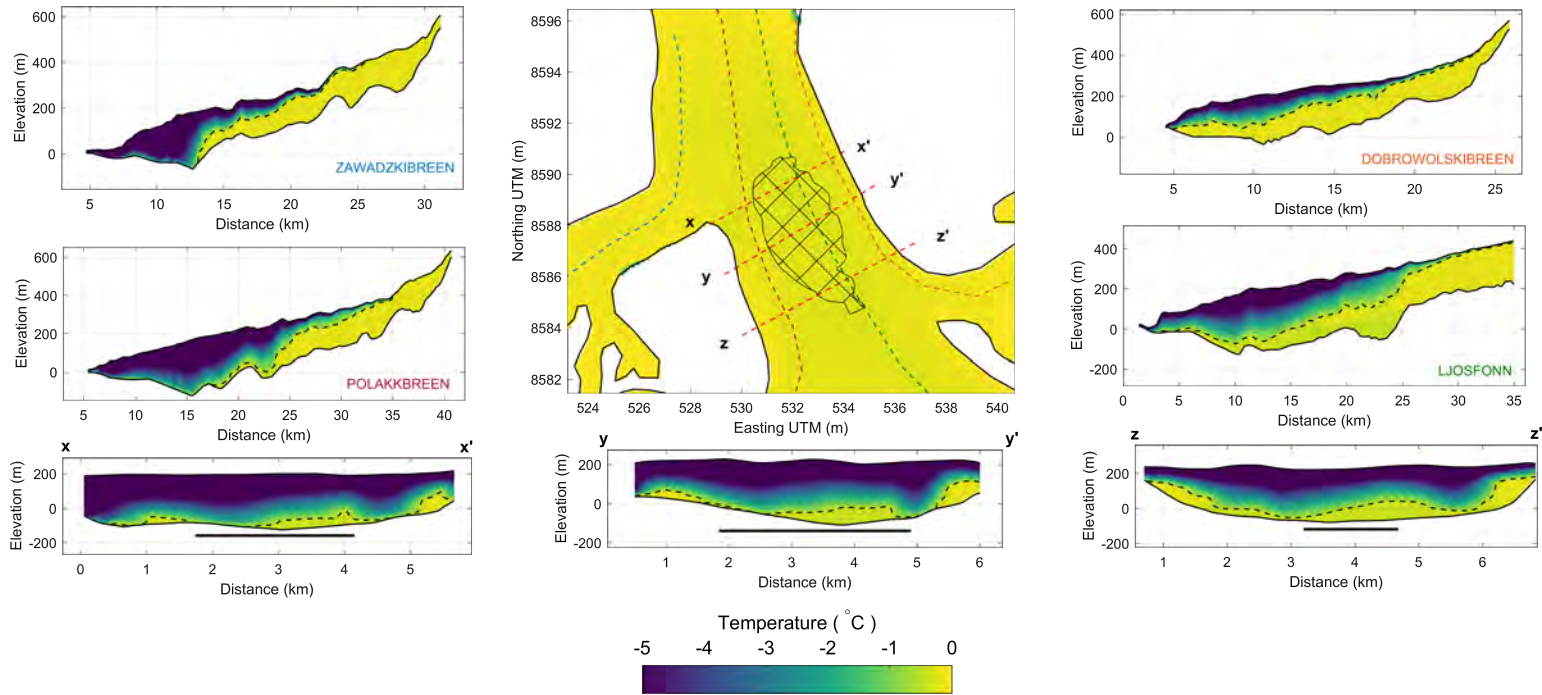 600
400
200
0
Elevation (m)
ZAWADZKIBREEN
5 10 15 20 25 30
Distance (km)
600
400
200
0
Elevation (m)
POLAKKBREEN
5 10 15 20 25 30 35 40
Distance (km)
8596
8594
8592
8590
8588
8586
8584
8582
Northing UTM (m)
x x'
y y'
z z'
524 526 528 530 532 534 536 538 540
Easting UTM (m)
600
400
200
0
Elevation (m)
DOBROWOLSKIBREEN
5 10 15 20 25
Distance (km)
400
200
0
-200
Elevation (m)
LJOSFONN
0 5 10 15 20 25 30 35
Distance (km)
x x'
200
0
-200
Elevation (m)
0 1 2 3 4 5
Distance (km)
y y'
200
0
-200
Elevation (m)
1 2 3 4 5 6
Distance (km)
z z'
200
0
-200
Elevation (m)
1 2 3 4 5 6
Distance (km)
Temperature ( °C )
-5 -4 -3 -2 -1 0